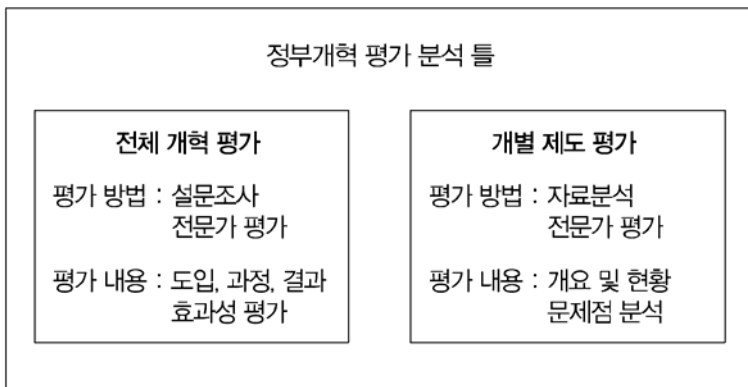 정부개혁 평가 분석 틀
전체 개혁 평가
평가 방법 : 설문조사
전문가 평가
평가 내용 : 도입, 과정, 결과
효과성 평가
개별 제도 평가
평가 방법 : 자료분석
전문가 평가
평가 내용 : 개요 및 현황
문제점 분석